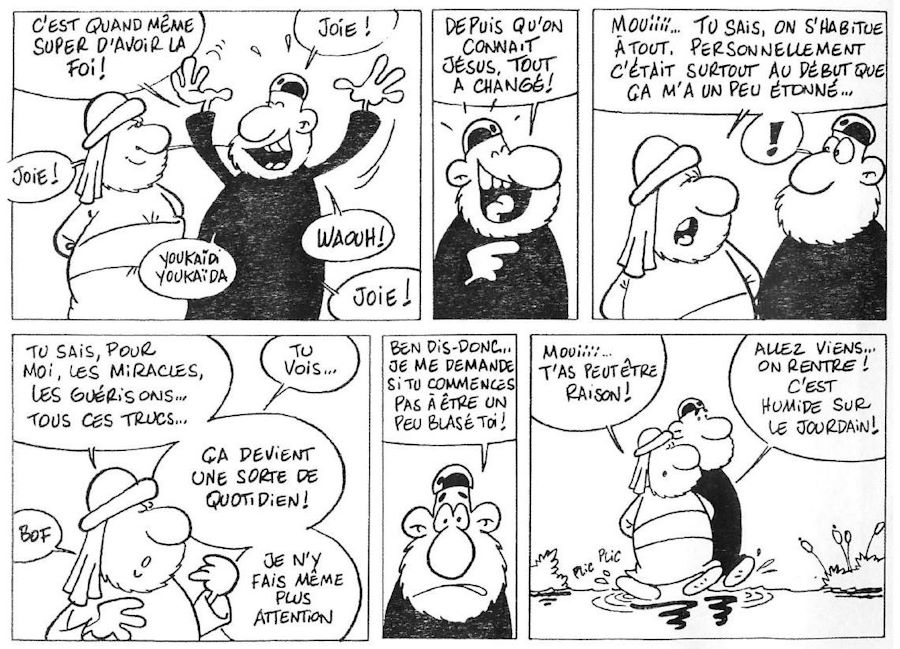 C'EST QUAND MÊME
SUPER D'AVOIR LA
FOI!
JOIE!
JOIE!
YOUKAÏDI
YOUKAÏDA
WAOUH!
JOIE!
DEPUIS QU'ON
CONNAIT
JÉSUS, TOUT
A CHANGÉ!
MOUIIII... TU SAIS, ON S'HABITUE
À TOUT. PERSONNELLEMENT
C'ÉTAIT SURTOUT AU DÉBUT QUE
ÇA M'A UN PEU ÉTONNÉ...
!
TU SAIS, POUR
MOI, LES MIRACLES,
LES GUÉRISONS...
TOUS CES TRUCS...
TU
VOIS...
ÇA DEVIENT
UNE SORTE DE
QUOTIDIEN!
BOF
JE N'Y
FAIS MÊME
PLUS
ATTENTION
BEN DIS-DONC...
JE ME DEMANDE
SI TU COMMENCES
PAS À ÊTRE UN
PEU BLASÉ TOI!
MOUIIII...
T'AS PEUT ÊTRE
RAISON!
ALLEZ VIENS...
ON RENTRE!
C'EST
HUMIDE SUR
LE JOURDAIN!
PLIC
PLIC